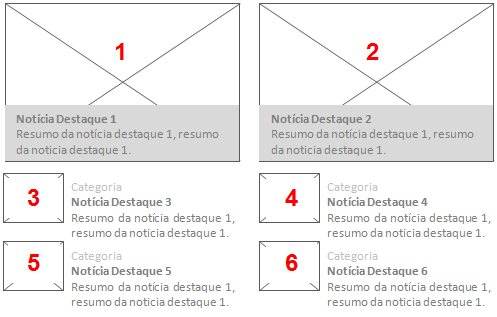 1
Notícia Destaque 1
Resumo da notícia destaque 1, resumo
da noticia destaque 1.
2
Notícia Destaque 2
Resumo da notícia destaque 1, resumo
da noticia destaque 1.
3
Categoria
Notícia Destaque 3
Resumo da notícia destaque 1,
resumo da noticia destaque 1.
4
Categoria
Notícia Destaque 4
Resumo da notícia destaque 1,
resumo da noticia destaque 1.
5
Categoria
Notícia Destaque 5
Resumo da notícia destaque 1,
resumo da noticia destaque 1.
6
Categoria
Notícia Destaque 6
Resumo da notícia destaque 1,
resumo da noticia destaque 1.